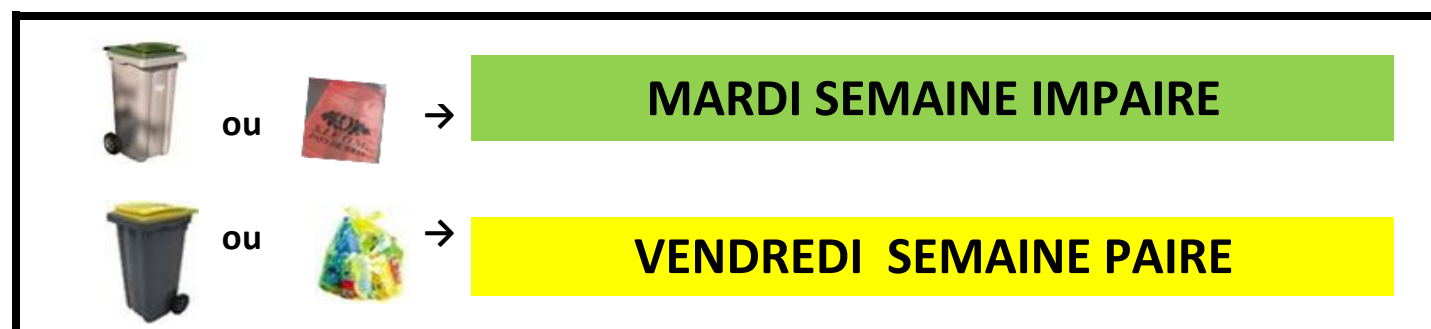 ou → MARDI SEMAINE IMPAIRE
ou → VENDREDI SEMAINE PAIRE